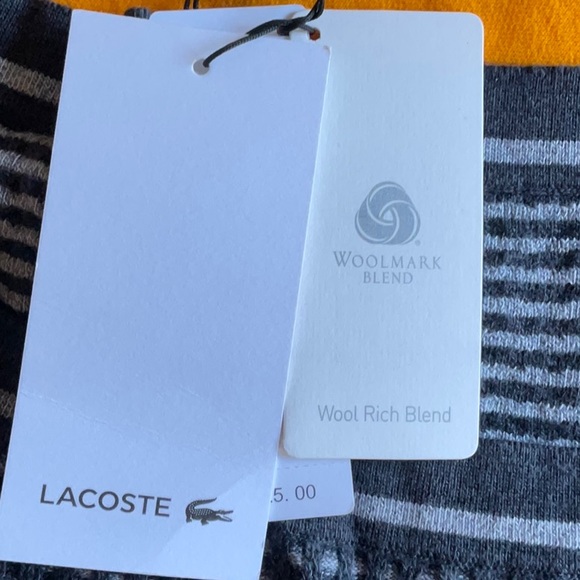 WOOLMARK
BLEND
Wool Rich Blend
LACOSTE
5. 00